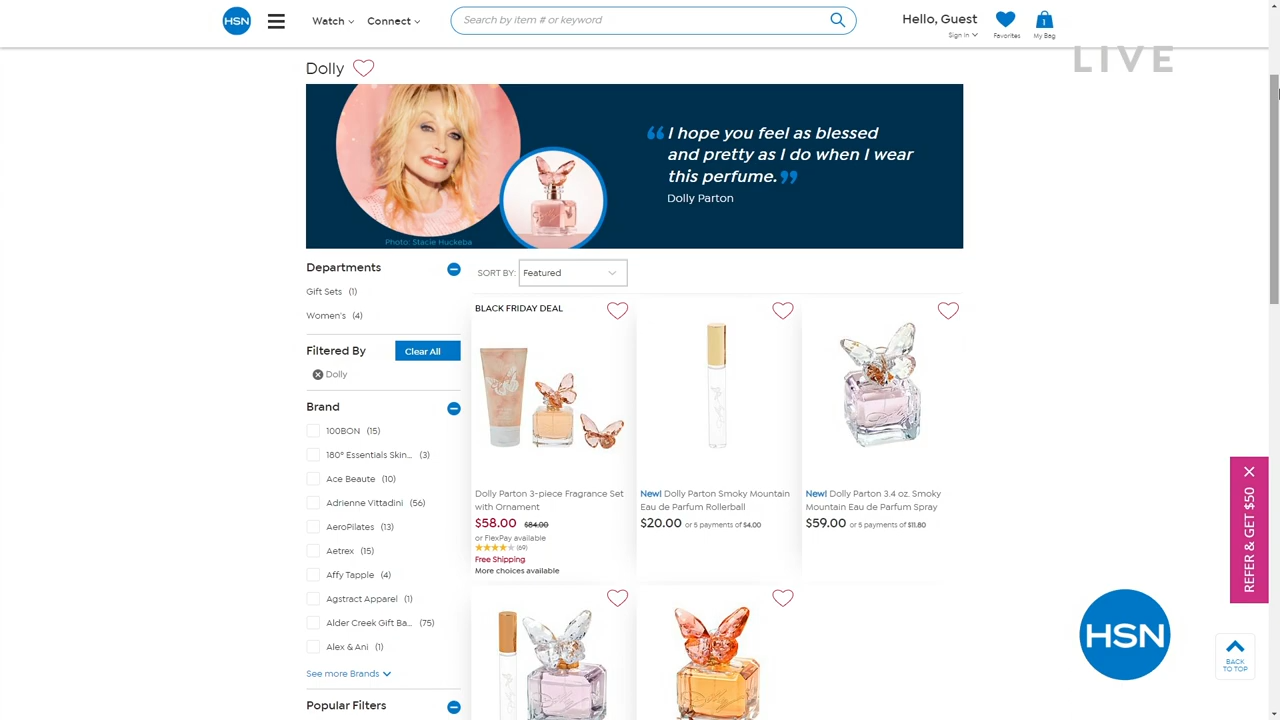 HSN
Watch
Connect
Search by item # or keyword
Hello, Guest
Sign In
Favorites
1
My Bag
LIVE
Dolly
“ I hope you feel as blessed
and pretty as I do when I wear
this perfume. ”
Dolly Parton
Photo: Stacie Huckeba
Departments
Gift Sets (1)
Women's (4)
Filtered By
Clear All
Dolly
Brand
100BON (15)
180° Essentials Skin... (3)
Ace Beaute (10)
Adrienne Vittadini (56)
AeroPilates (13)
Aetrex (15)
Affy Tapple (4)
Agstract Apparel (1)
Alder Creek Gift Ba... (75)
Alex & Ani (1)
See more Brands
Popular Filters
SORT BY: Featured
BLACK FRIDAY DEAL
Dolly Parton 3-piece Fragrance Set
with Ornament
$58.00 $84.00
or FlexPay available
(69)
Free Shipping
More choices available
New! Dolly Parton Smoky Mountain
Eau de Parfum Rollerball
$20.00 or 5 payments of $4.00
New! Dolly Parton 3.4 oz. Smoky
Mountain Eau de Parfum Spray
$59.00 or 5 payments of $11.80
REFER & GET $50
HSN
BACK
TO TOP